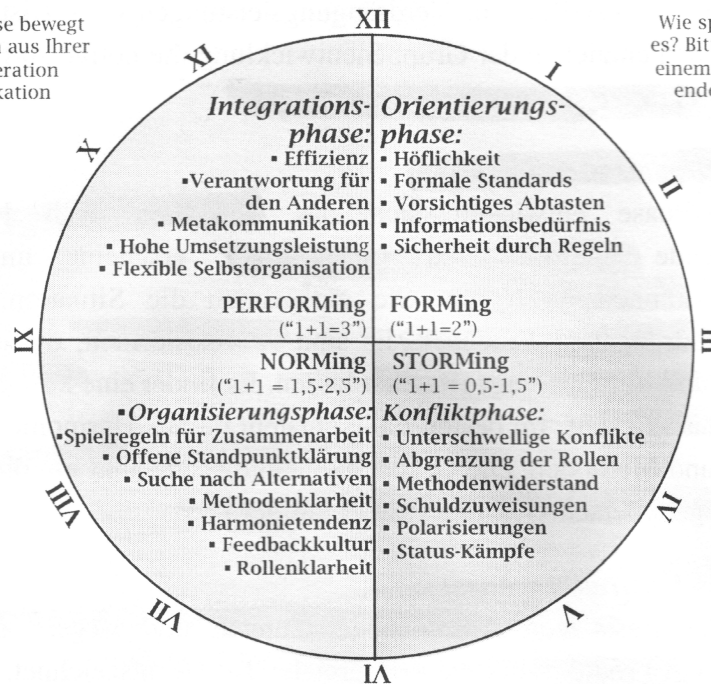 se bewegt
aus Ihrer
eration
kation
Wie sp
es? Bit
einem
ende
XII
I
II
III
IV
V
VI
VII
VIII
IX
X
XI
Integrations-
phase:
▪ Effizienz
▪Verantwortung für
den Anderen
▪ Metakommunikation
▪ Hohe Umsetzungsleistung
▪ Flexible Selbstorganisation
PERFORMing
(“1+1=3”)
Orientierungs-
phase:
▪ Höflichkeit
▪ Formale Standards
▪ Vorsichtiges Abtasten
▪ Informationsbedürfnis
▪ Sicherheit durch Regeln
FORMing
(“1+1=2”)
NORMing
(“1+1 = 1,5-2,5”)
▪Organisierungsphase:
▪Spielregeln für Zusammenarbeit
▪ Offene Standpunktklärung
▪ Suche nach Alternativen
▪ Methodenklarheit
▪ Harmonietendenz
▪ Feedbackkultur
▪ Rollenklarheit
STORMing
(“1+1 = 0,5-1,5”)
Konfliktphase:
▪ Unterschwellige Konflikte
▪ Abgrenzung der Rollen
▪ Methodenwiderstand
▪ Schuldzuweisungen
▪ Polarisierungen
▪ Status-Kämpfe